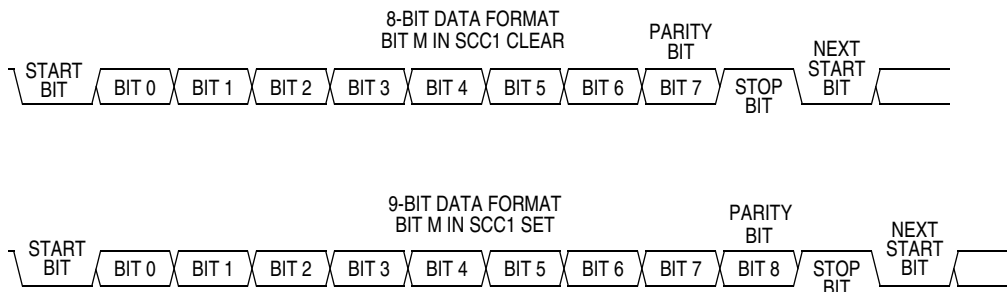 8-BIT DATA FORMAT
BIT M IN SCC1 CLEAR
PARITY
BIT
START
BIT
BIT 0 BIT 1 BIT 2 BIT 3 BIT 4 BIT 5 BIT 6 BIT 7
STOP
BIT
NEXT
START
BIT
9-BIT DATA FORMAT
BIT M IN SCC1 SET
PARITY
BIT
START
BIT
BIT 0 BIT 1 BIT 2 BIT 3 BIT 4 BIT 5 BIT 6 BIT 7 BIT 8
STOP
BIT
NEXT
START
BIT